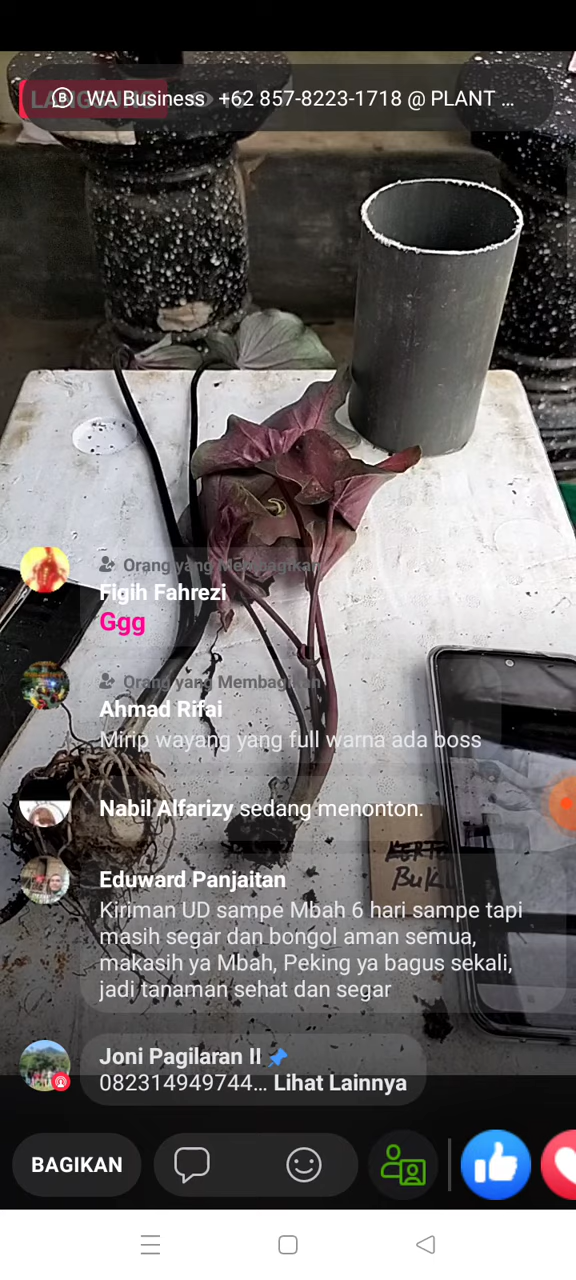 WA Business +62 857-8223-1718 @ PLANT ...
Orang yang Membagikan
Figih Fahrezi
Ggg
Orang yang Membagikan
Ahmad Rifai
Mirip wayang yang full warna ada boss
Nabil Alfarizy sedang menonton.
Eduward Panjaitan
Kiriman UD sampe Mbah 6 hari sampe tapi
masih segar dan bongol aman semua,
makasih ya Mbah, Peking ya bagus sekali,
jadi tanaman sehat dan segar
Joni Pagilaran II
082314949744... Lihat Lainnya
BAGIKAN